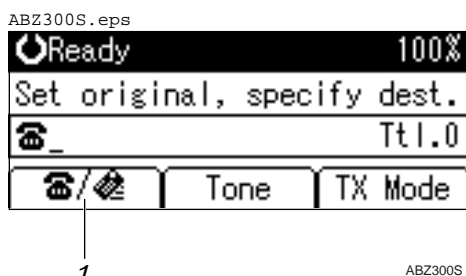 ABZ300S.eps
Ready 100%
Set original, specify dest.
☎_ Ttl.0
☎/ Tone TX Mode
1
ABZ300S